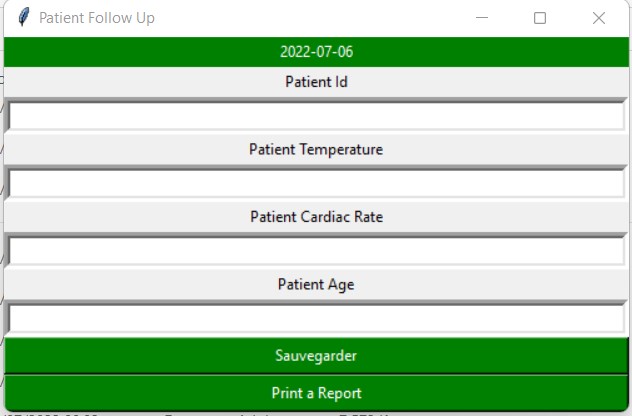 Patient Follow Up
2022-07-06
Patient Id
Patient Temperature
Patient Cardiac Rate
Patient Age
Sauvegarder
Print a Report